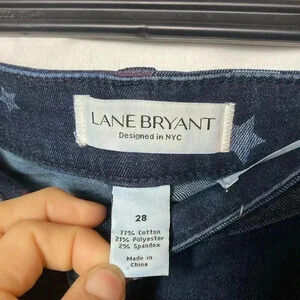 LANE BRYANT
Designed in NYC
28
77% Cotton
21% Polyester
2% Spandex
Made in
China